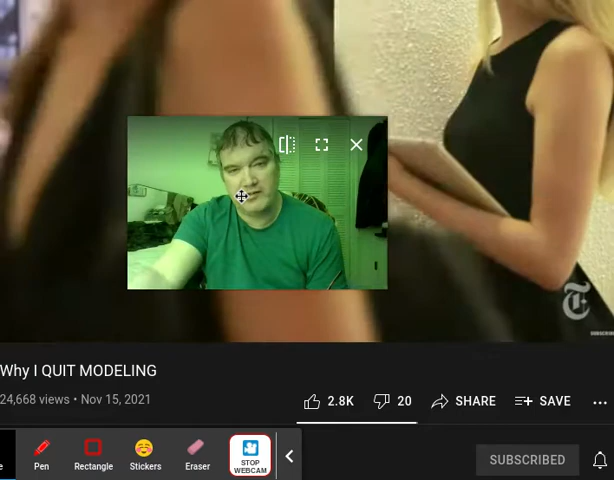 T
SUBSCRIBE
Why I QUIT MODELING
24,668 views • Nov 15, 2021
2.8K
20
SHARE
SAVE
Pen
Rectangle
Stickers
Eraser
STOP
WEBCAM
SUBSCRIBED